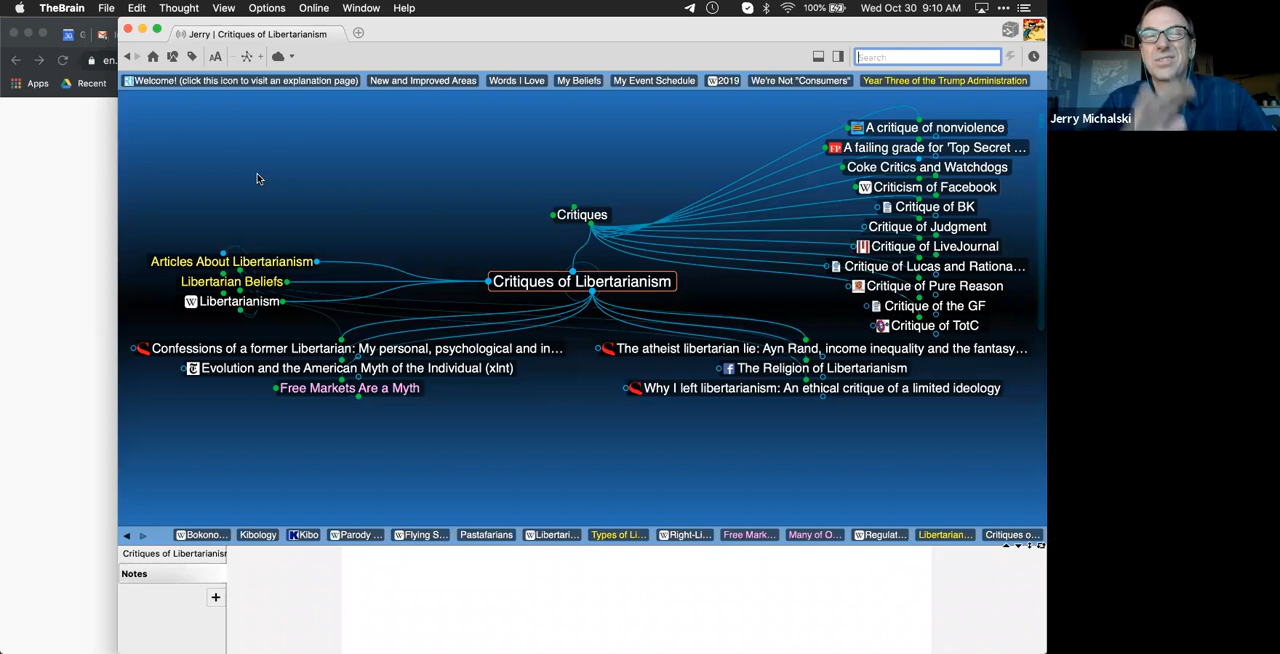 TheBrain File Edit Thought View Options Online Window Help 100% Wed Oct 30 9:10 AM
Jerry | Critiques of Libertarianism
AA Search
en.
Apps Recent
Welcome! (click this icon to visit an explanation page) New and Improved Areas Words I Love My Beliefs My Event Schedule W 2019 We're Not "Consumers" Year Three of the Trump Administration
Jerry Michalski
A critique of nonviolence
FP A failing grade for 'Top Secret ...
Coke Critics and Watchdogs
W Criticism of Facebook
Critique of BK
Critiques
Critique of Judgment
Critique of LiveJournal
Articles About Libertarianism
Critique of Lucas and Rationa...
Libertarian Beliefs
Critiques of Libertarianism
Critique of Pure Reason
W Libertarianism
Critique of the GF
Critique of TotC
Confessions of a former Libertarian: My personal, psychological and in...
The atheist libertarian lie: Ayn Rand, income inequality and the fantasy...
Evolution and the American Myth of the Individual (xlnt)
f The Religion of Libertarianism
Free Markets Are a Myth
Why I left libertarianism: An ethical critique of a limited ideology
W Bokono... Kibology K Kibo W Parody ... W Flying S... Pastafarians W Libertari... Types of Li... W Right-Li... Free Mark... Many of O... W Regulat... Libertarian... Critiques o...
Critiques of Libertarianism
Notes
+